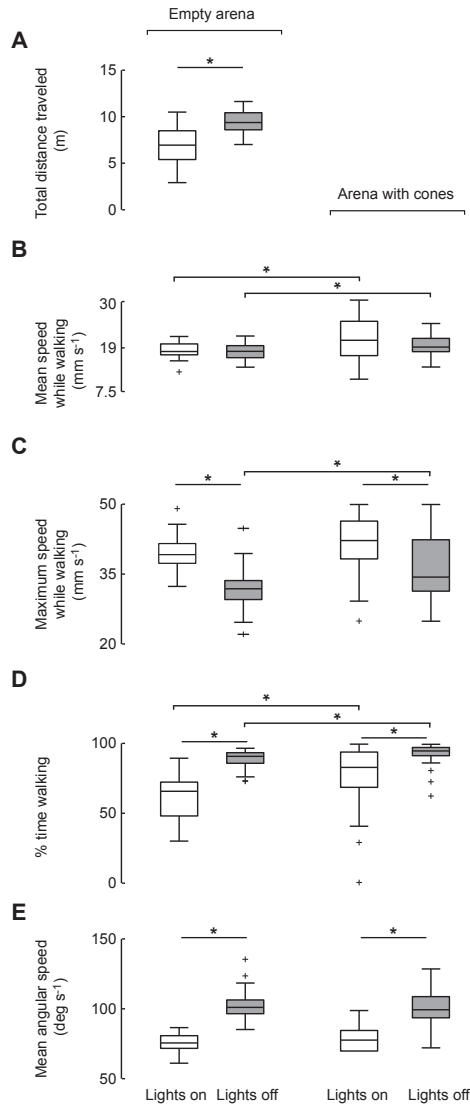 Empty arena
A
*
Total distance traveled
(m)
15
10
5
0
Arena with cones
B
*
*
Mean speed
while walking
(mm s-1)
30
19
7.5
+
C
*
*
*
Maximum speed
while walking
(mm s-1)
50
35
20
+
+
+
+
D
*
*
*
*
% time walking
100
50
0
+
+
+
+
+
+
E
*
*
Mean angular speed
(deg s-1)
150
100
50
+
+
Lights on Lights off Lights on Lights off